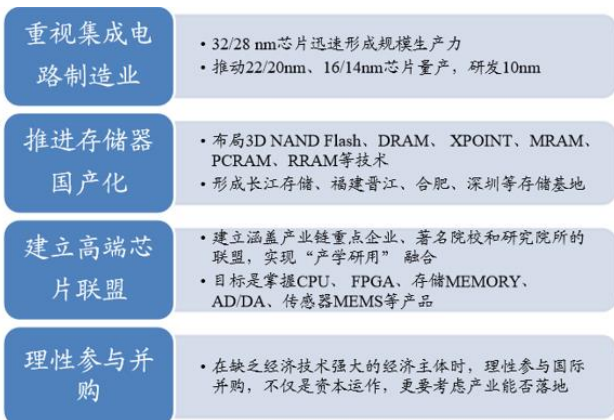 重视集成电
路制造业
• 32/28 nm芯片迅速形成规模生产力
• 推动22/20nm、16/14nm芯片量产，研发10nm
推进存储器
国产化
• 布局3D NAND Flash、DRAM、 XPOINT、MRAM、
PCRAM、RRAM等技术
• 形成长江存储、福建晋江、合肥、深圳等存储基地
建立高端芯
片联盟
• 建立涵盖产业链重点企业、著名院校和研究院所的
联盟，实现“产学研用” 融合
• 目标是掌握CPU、 FPGA、存储MEMORY、
AD/DA、传感器MEMS等产品
理性参与并
购
• 在缺乏经济技术强大的经济主体时，理性参与国际
并购，不仅是资本运作，更要考虑产业能否落地